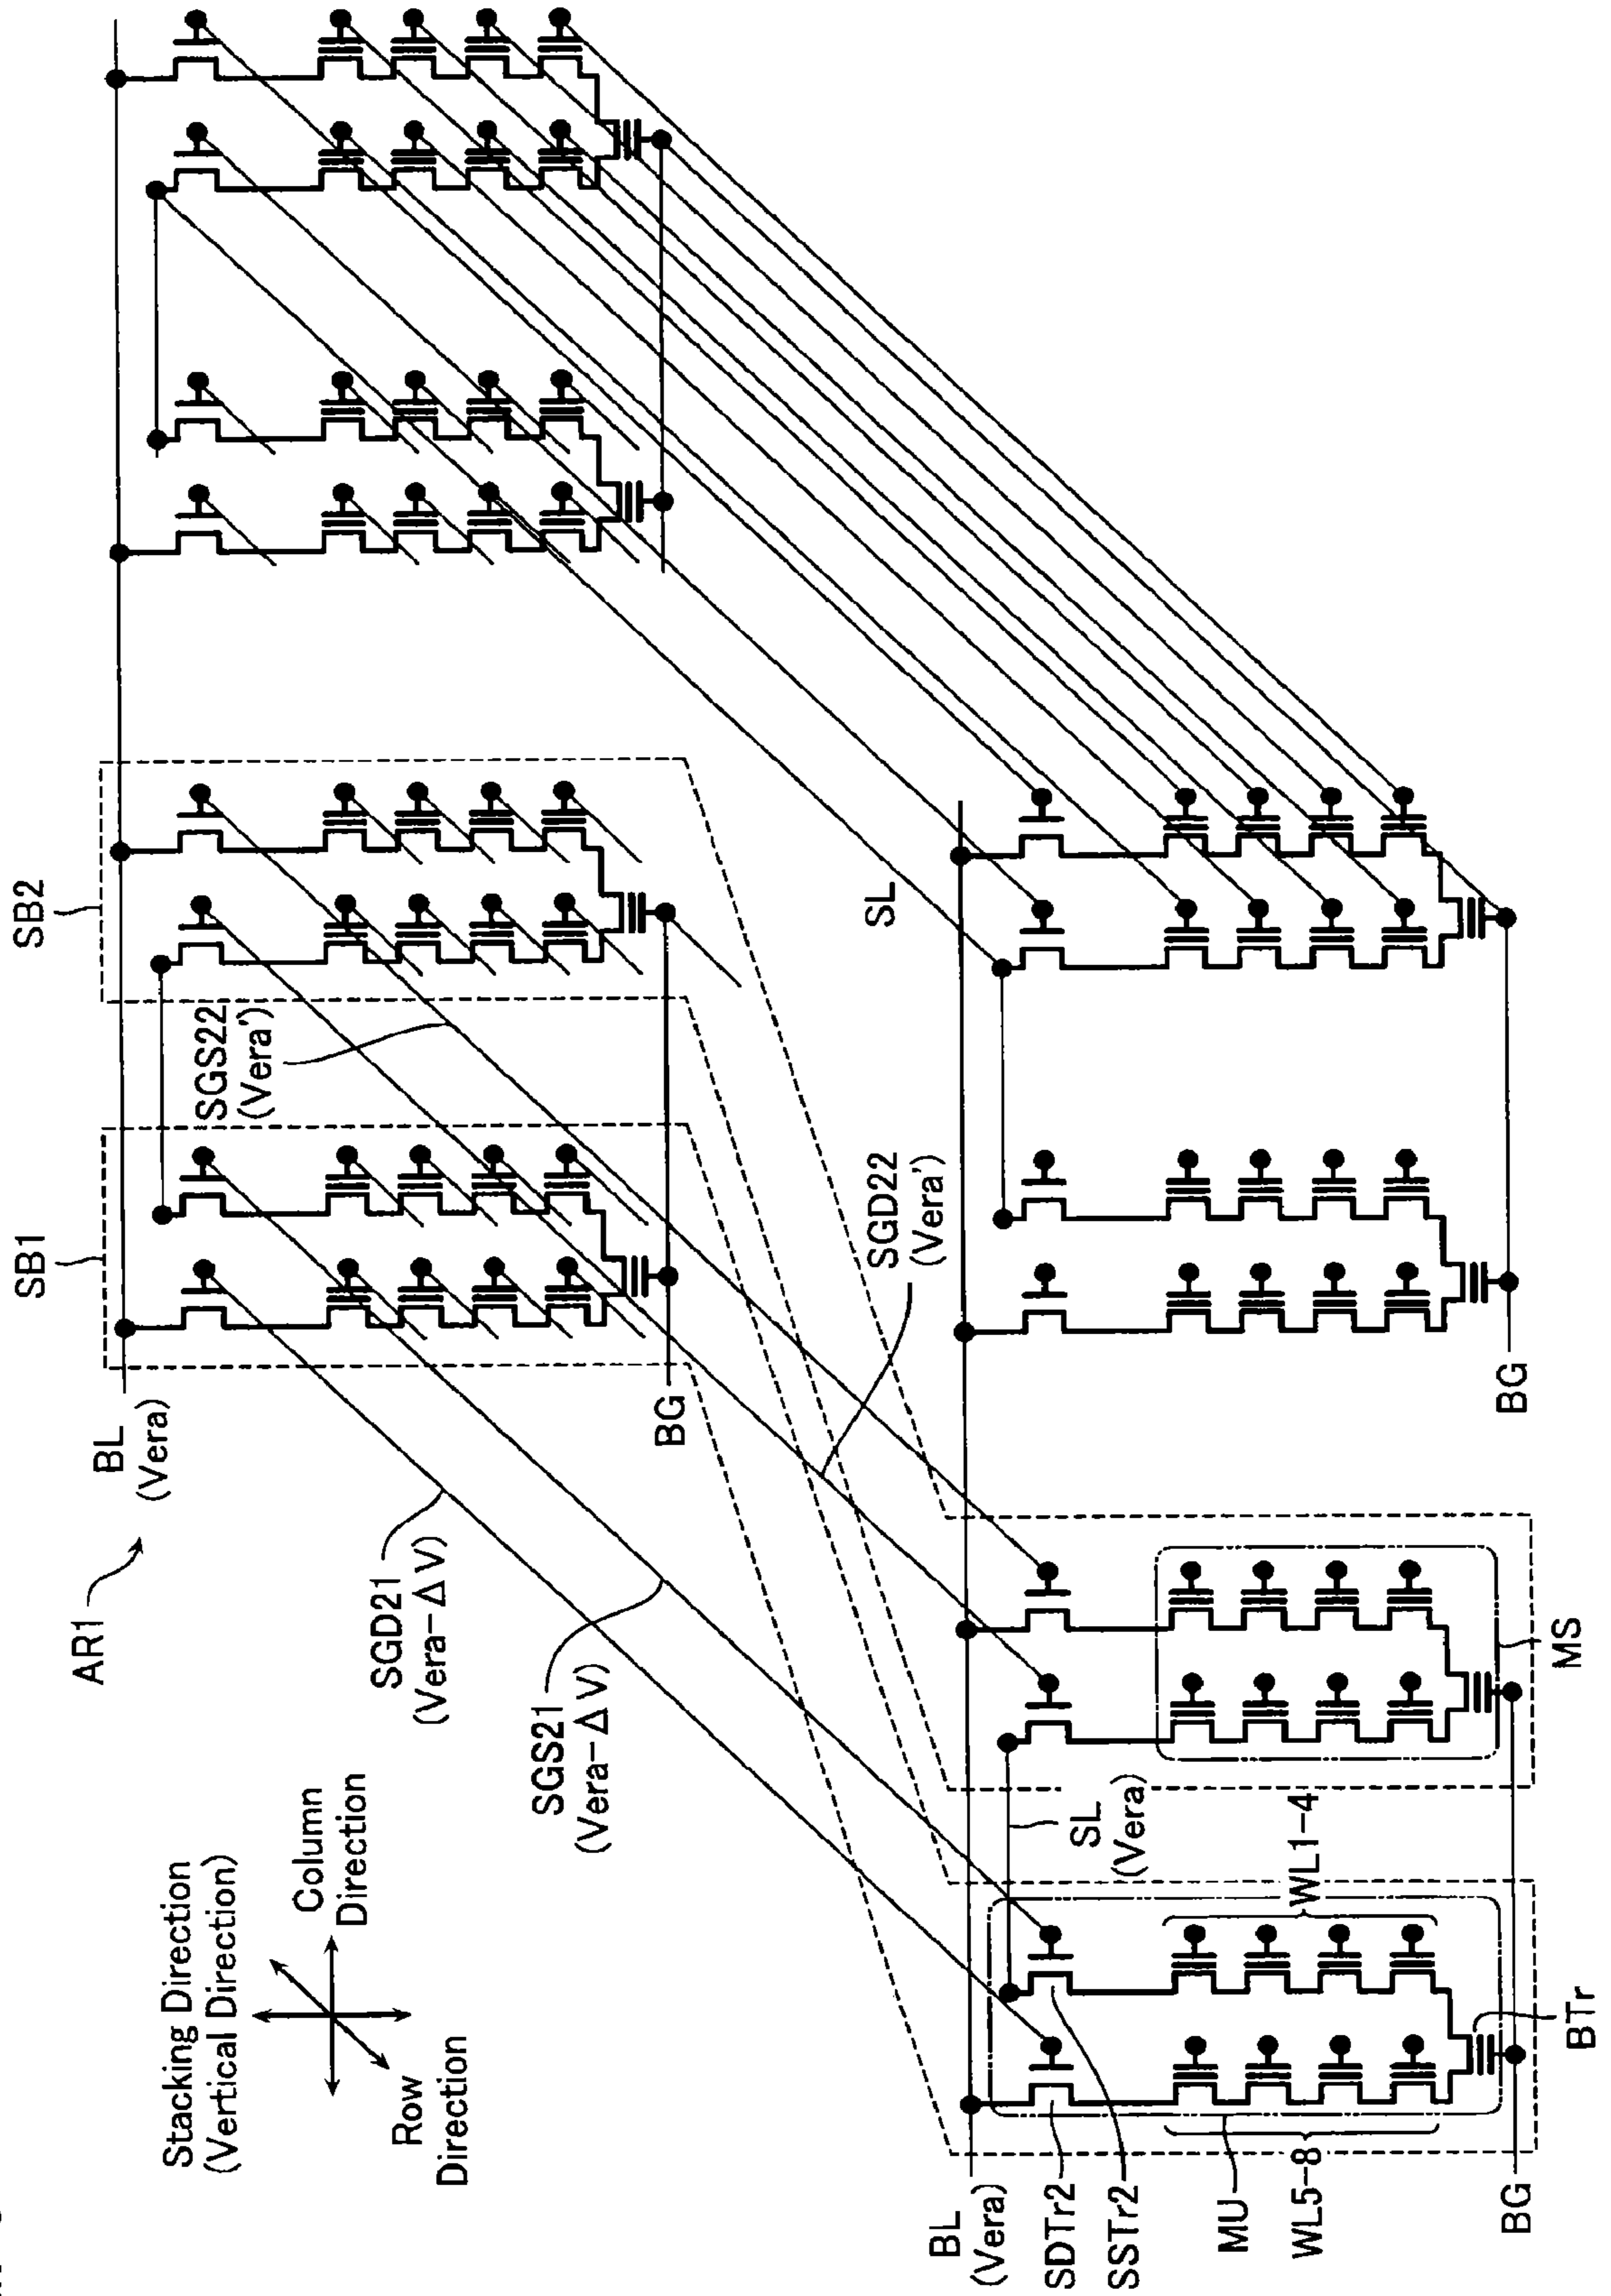 Stacking Direction
(Vertical Direction)
Column
Direction
Row
Direction
AR1
BL
(Vera)
SB1
SB2
SGS22
(Vera')
SGD21
(Vera-ΔV)
SGS21
(Vera-ΔV)
BG
SGD22
(Vera')
SL
BL
(Vera)
SDTr2
SSTr2
MU
WL5-8
BG
SL
(Vera)
WL1-4
BTr
MS
BG